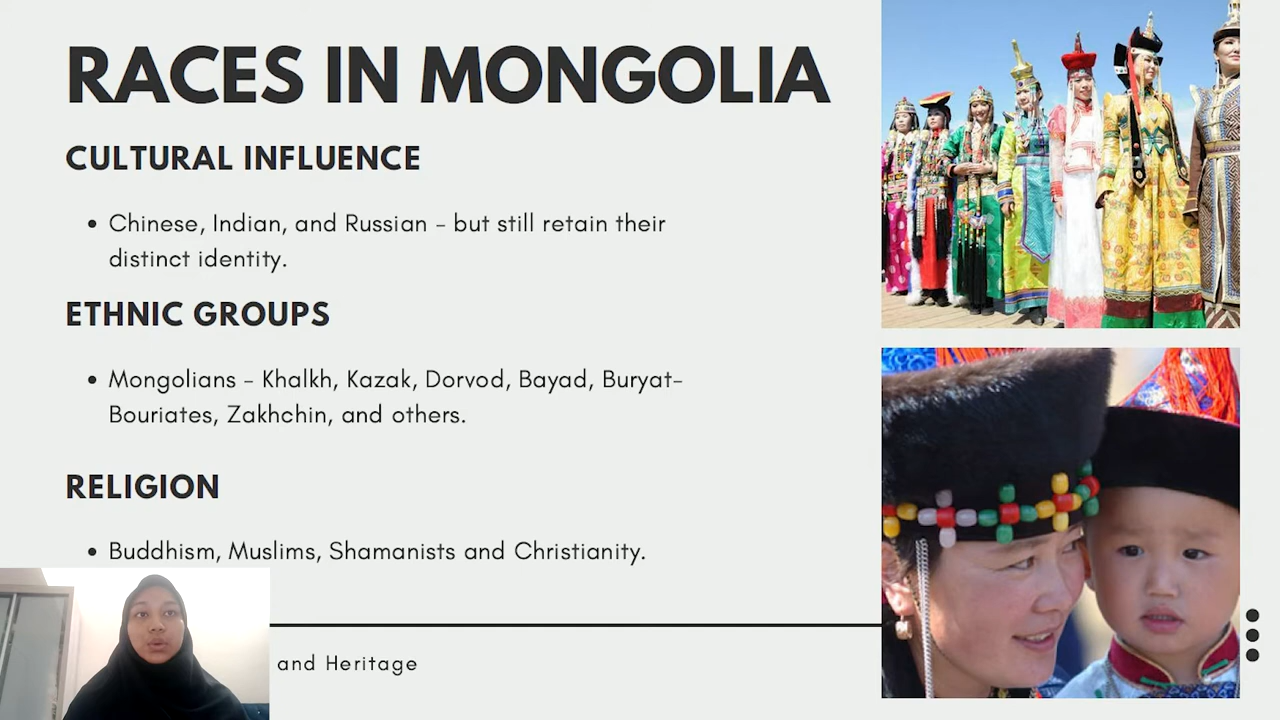 RACES IN MONGOLIA
CULTURAL INFLUENCE
• Chinese, Indian, and Russian - but still retain their
distinct identity.
ETHNIC GROUPS
• Mongolians - Khalkh, Kazak, Dorvod, Bayad, Buryat-
Bouriates, Zakhchin, and others.
RELIGION
• Buddhism, Muslims, Shamanists and Christianity.
and Heritage